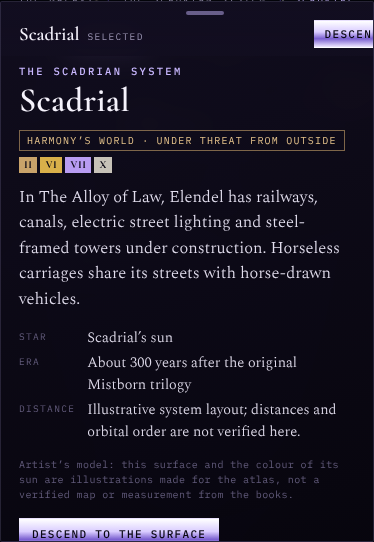 Scadrial SELECTED
DESCEN
THE SCADRIAN SYSTEM
Scadrial
HARMONY'S WORLD · UNDER THREAT FROM OUTSIDE
II VI VII X
In The Alloy of Law, Elendel has railways,
canals, electric street lighting and steel-
framed towers under construction. Horseless
carriages share its streets with horse-drawn
vehicles.
STAR Scadrial’s sun
ERA About 300 years after the original
Mistborn trilogy
DISTANCE Illustrative system layout; distances and
orbital order are not verified here.
Artist’s model: this surface and the colour of its
sun are illustrations made for the atlas, not a
verified map or measurement from the books.
DESCEND TO THE SURFACE